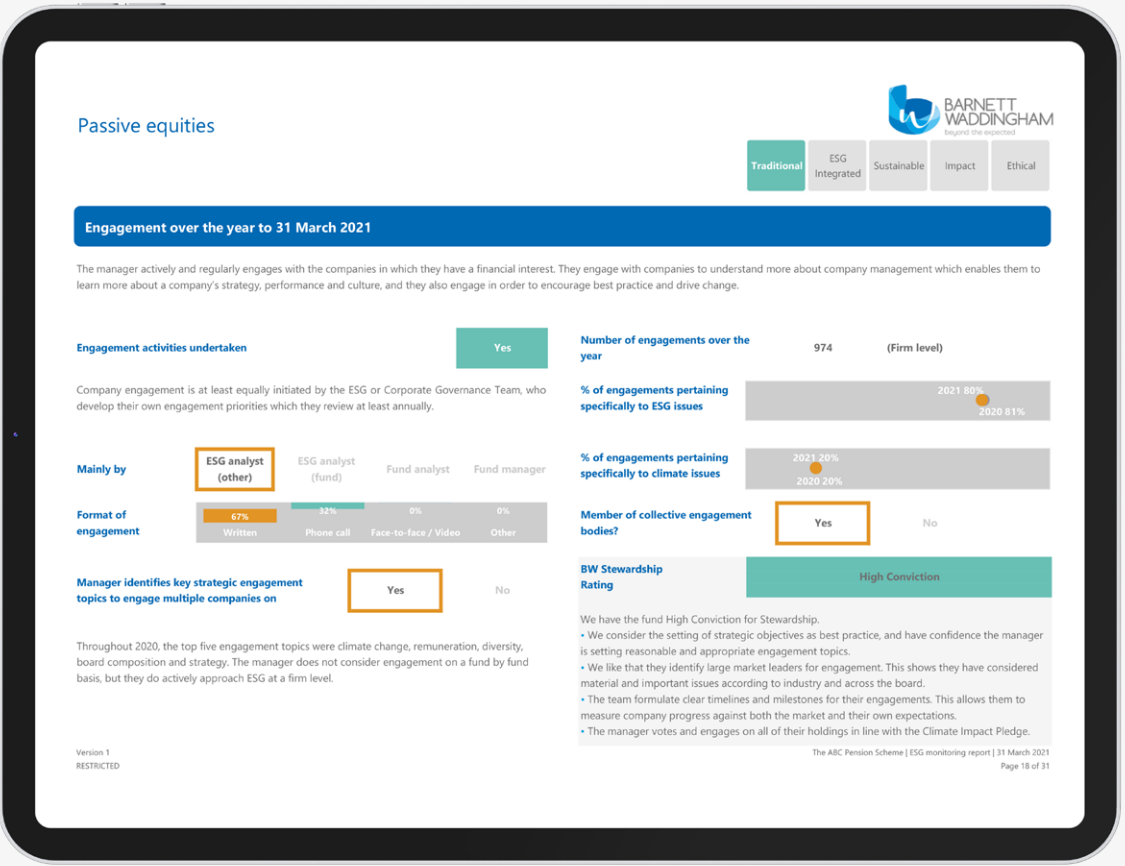 BARNETT
WADDINGHAM
beyond the expected
Passive equities
Traditional
ESG
Integrated
Sustainable
Impact
Ethical
Engagement over the year to 31 March 2021
The manager actively and regularly engages with the companies in which they have a financial interest. They engage with companies to understand more about company management which enables them to
learn more about a company's strategy, performance and culture, and they also engage in order to encourage best practice and drive change.
Engagement activities undertaken
Yes
Company engagement is at least equally initiated by the ESG or Corporate Governance Team, who
develop their own engagement priorities which they review at least annually.
Mainly by
ESG analyst
(other)
ESG analyst
(fund)
Fund analyst
Fund manager
Format of
engagement
67%
32%
0%
0%
Written
Phone call
Face-to-face / Video
Other
Manager identifies key strategic engagement
topics to engage multiple companies on
Yes
No
Throughout 2020, the top five engagement topics were climate change, remuneration, diversity,
board composition and strategy. The manager does not consider engagement on a fund by fund
basis, but they do actively approach ESG at a firm level.
Number of engagements over the
year
974
(Firm level)
% of engagements pertaining
specifically to ESG issues
2021 80%
2020 81%
% of engagements pertaining
specifically to climate issues
2021 20%
2020 20%
Member of collective engagement
bodies?
Yes
No
BW Stewardship
Rating
High Conviction
We have the fund High Conviction for Stewardship.
• We consider the setting of strategic objectives as best practice, and have confidence the manager
is setting reasonable and appropriate engagement topics.
• We like that they identify large market leaders for engagement. This shows they have considered
material and important issues according to industry and across the board.
• The team formulate clear timelines and milestones for their engagements. This allows them to
measure company progress against both the market and their own expectations.
• The manager votes and engages on all of their holdings in line with the Climate Impact Pledge.
Version 1
RESTRICTED
The ABC Pension Scheme | ESG monitoring report | 31 March 2021
Page 18 of 31